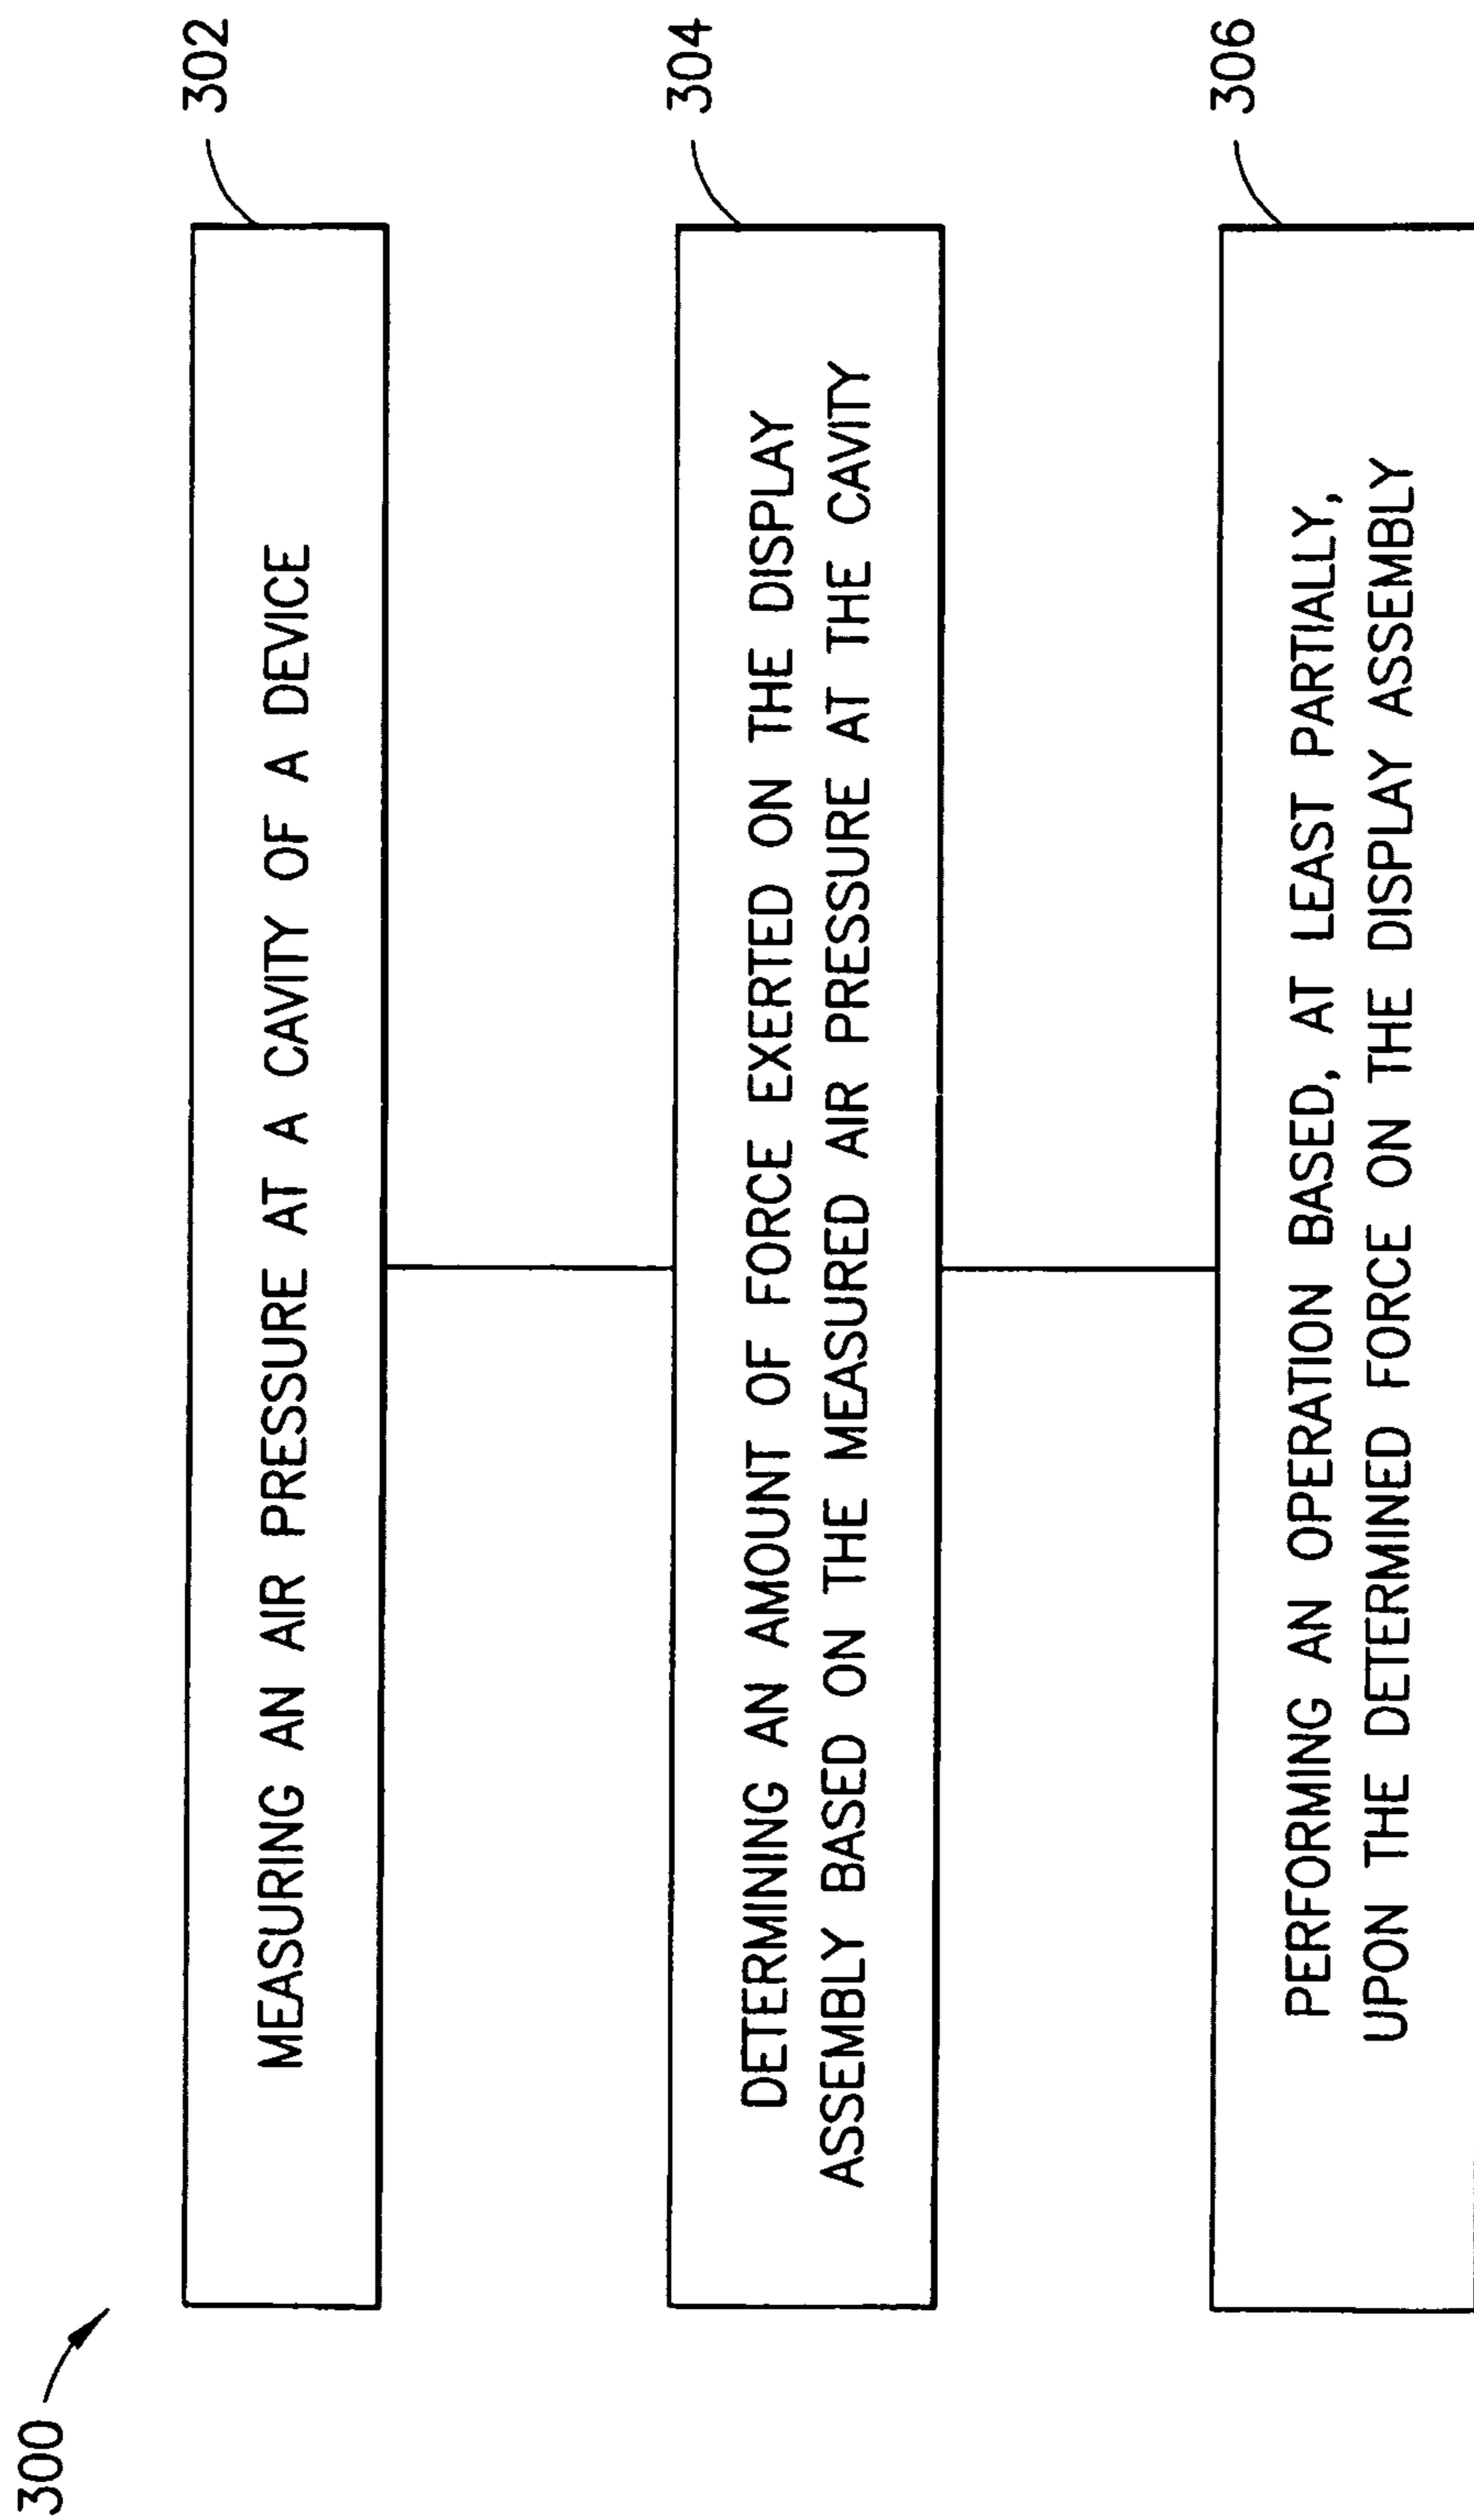 300
302
MEASURING AN AIR PRESSURE AT A CAVITY OF A DEVICE
304
DETERMINING AN AMOUNT OF FORCE EXERTED ON THE DISPLAY
ASSEMBLY BASED ON THE MEASURED AIR PRESSURE AT THE CAVITY
306
PERFORMING AN OPERATION BASED, AT LEAST PARTIALLY,
UPON THE DETERMINED FORCE ON THE DISPLAY ASSEMBLY